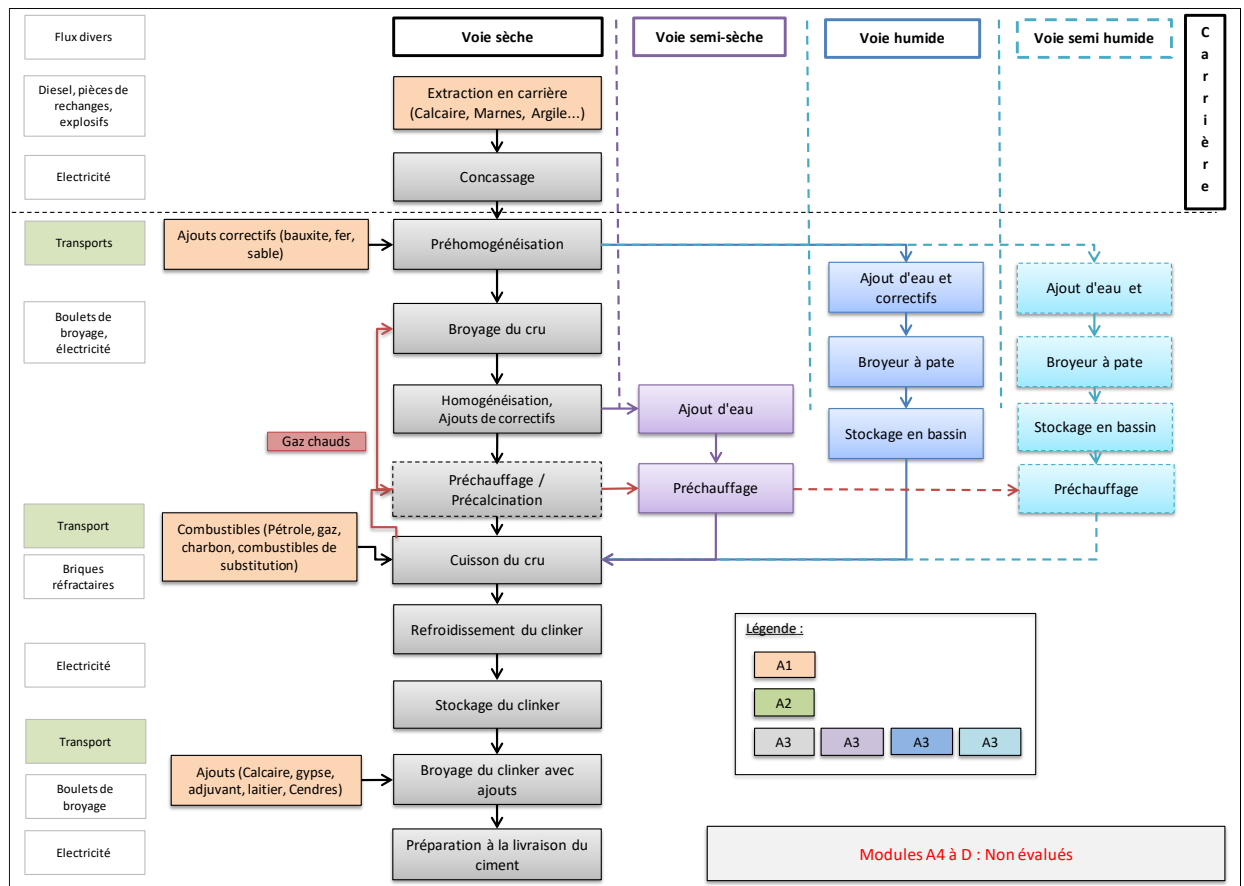 Flux divers
Voie sèche
Voie semi-sèche
Voie humide
Voie semi humide
Carrière
Diesel, pièces de
rechanges,
explosifs
Extraction en carrière
(Calcaire, Marnes, Argile...)
Electricité
Concassage
Transports
Ajouts correctifs (bauxite, fer,
sable)
Préhomogénéisation
Ajout d'eau et
correctifs
Ajout d'eau et
Boulets de
broyage,
électricité
Broyage du cru
Broyeur à pate
Broyeur à pate
Homogénéisation,
Ajouts de correctifs
Ajout d'eau
Stockage en bassin
Stockage en bassin
Gaz chauds
Préchauffage /
Précalcination
Préchauffage
Préchauffage
Transport
Combustibles (Pétrole, gaz,
charbon, combustibles de
substitution)
Cuisson du cru
Briques
réfractaires
Refroidissement du clinker
Légende :
A1
A2
A3
A3
A3
A3
Electricité
Stockage du clinker
Transport
Ajouts (Calcaire, gypse,
adjuvant, laitier, Cendres)
Broyage du clinker avec
ajouts
Boulets de
broyage
Electricité
Préparation à la livraison du
ciment
Modules A4 à D : Non évalués